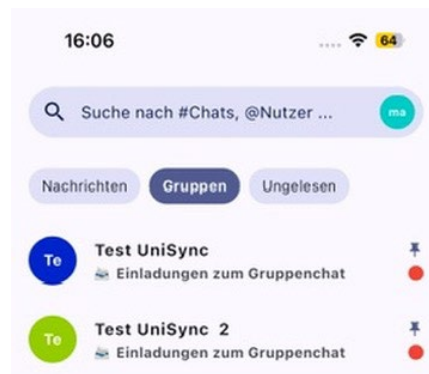 16:06
64
Suche nach #Chats, @Nutzer ...
ma
Nachrichten Gruppen Ungelesen
Te
Test UniSync
Einladungen zum Gruppenchat
Te
Test UniSync 2
Einladungen zum Gruppenchat